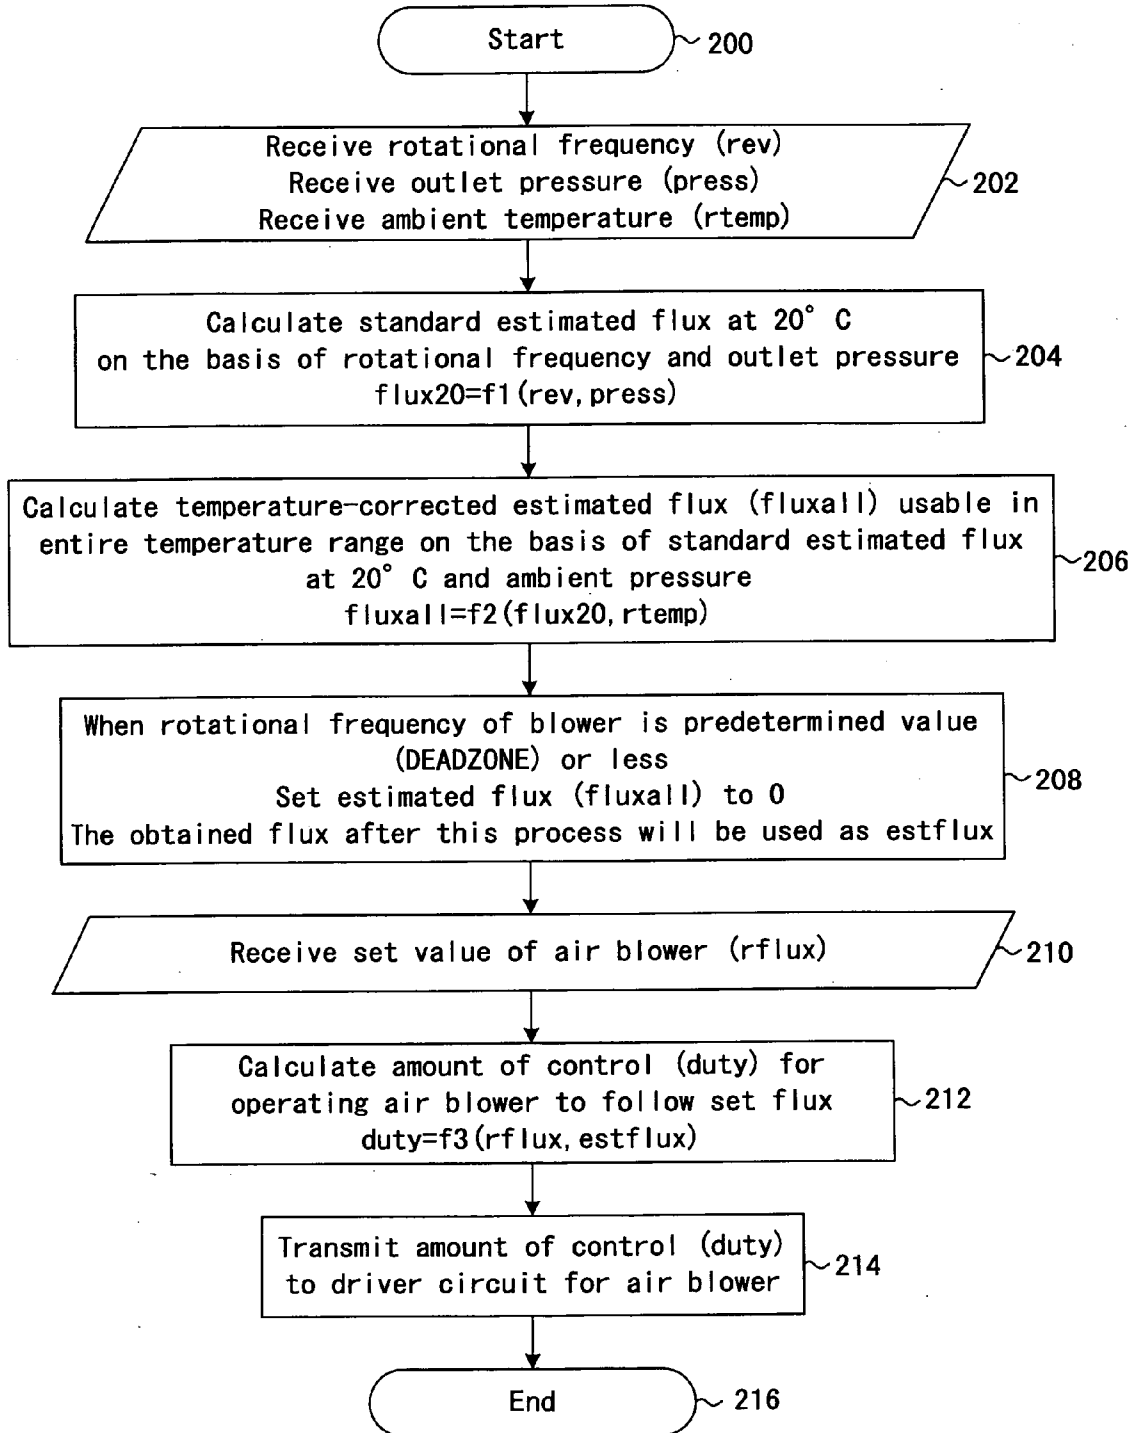 Start
200
Receive rotational frequency (rev)
Receive outlet pressure (press)
Receive ambient temperature (rtemp)
202
Calculate standard estimated flux at 20° C
on the basis of rotational frequency and outlet pressure
flux20=f1(rev,press)
204
Calculate temperature-corrected estimated flux (fluxall) usable in
entire temperature range on the basis of standard estimated flux
at 20° C and ambient pressure
fluxall=f2(flux20,rtemp)
206
When rotational frequency of blower is predetermined value
(DEADZONE) or less
Set estimated flux (fluxall) to 0
The obtained flux after this process will be used as estflux
208
Receive set value of air blower (rflux)
210
Calculate amount of control (duty) for
operating air blower to follow set flux
duty=f3(rflux,estflux)
212
Transmit amount of control (duty)
to driver circuit for air blower
214
End
216